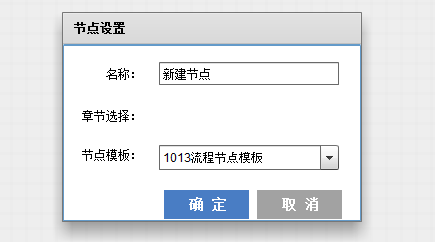 节点设置
名称： 新建节点
章节选择：
节点模板： 1013流程节点模板
确 定 取 消